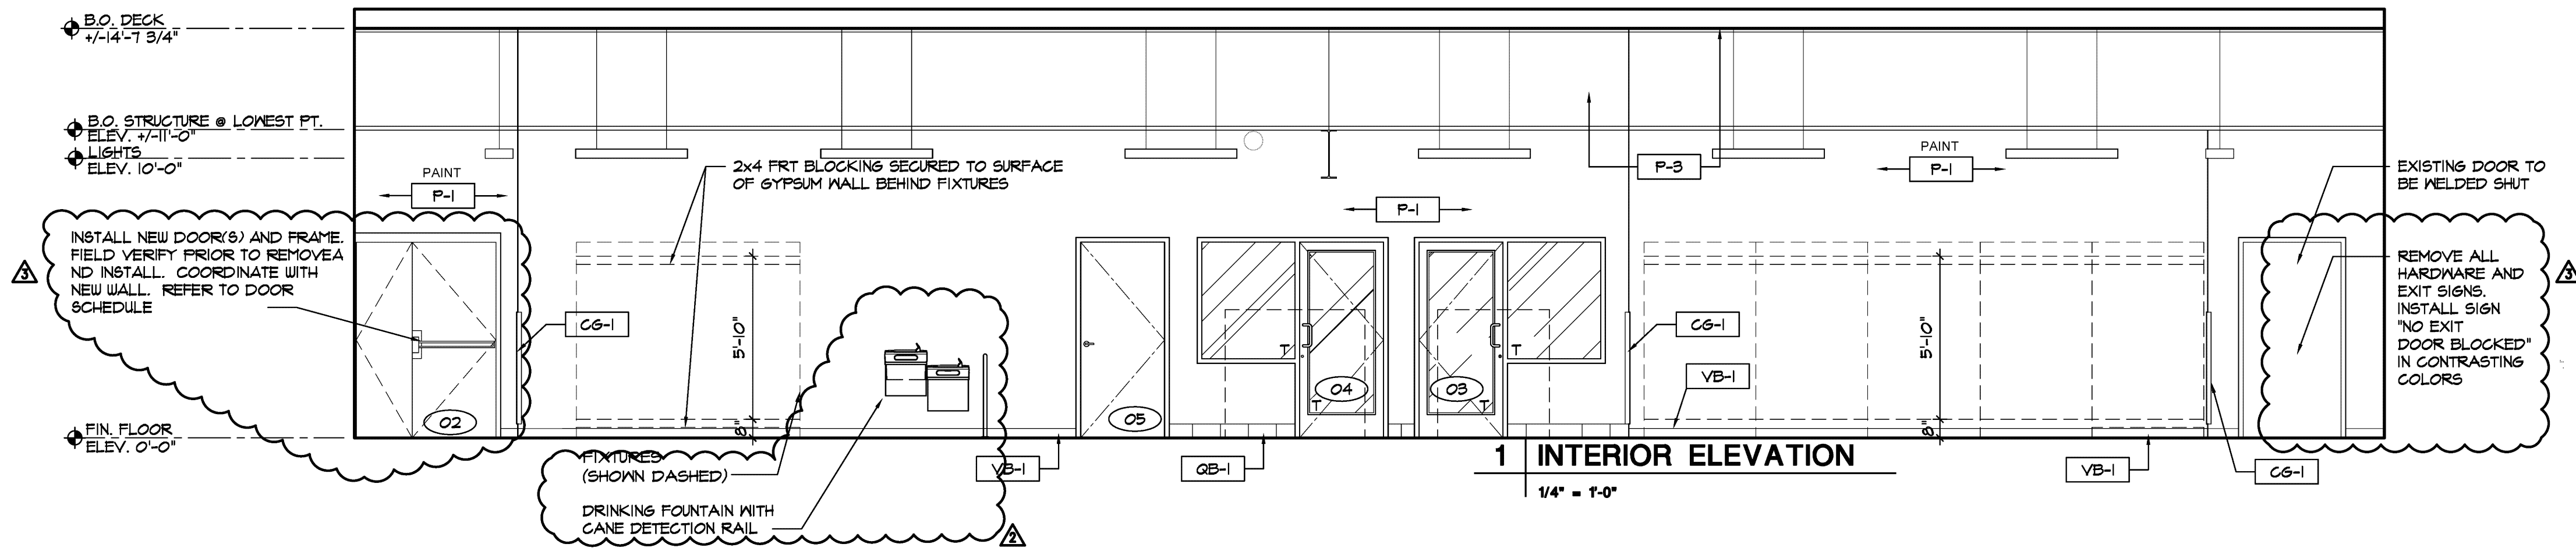 B.O. DECK
+/-14'-7 3/4"
B.O. STRUCTURE @ LOWEST PT.
ELEV. +/-11'-0"
LIGHTS
ELEV. 10'-0"
PAINT
P-1
2x4 FRT BLOCKING SECURED TO SURFACE
OF GYPSUM WALL BEHIND FIXTURES
P-1
P-3
PAINT
P-1
EXISTING DOOR TO
BE WELDED SHUT
3
INSTALL NEW DOOR(S) AND FRAME.
FIELD VERIFY PRIOR TO REMOVEA
ND INSTALL. COORDINATE WITH
NEW WALL. REFER TO DOOR
SCHEDULE
REMOVE ALL
HARDWARE AND
EXIT SIGNS.
INSTALL SIGN
"NO EXIT
DOOR BLOCKED"
IN CONTRASTING
COLORS
3
CG-1
5'-10"
8"
T
T
T
T
CG-1
VB-1
5'-10"
8"
02
05
04
03
FIN. FLOOR
ELEV. 0'-0"
FIXTURES
(SHOWN DASHED)
DRINKING FOUNTAIN WITH
CANE DETECTION RAIL
2
VB-1
QB-1
1 INTERIOR ELEVATION
1/4" = 1'-0"
VB-1
CG-1